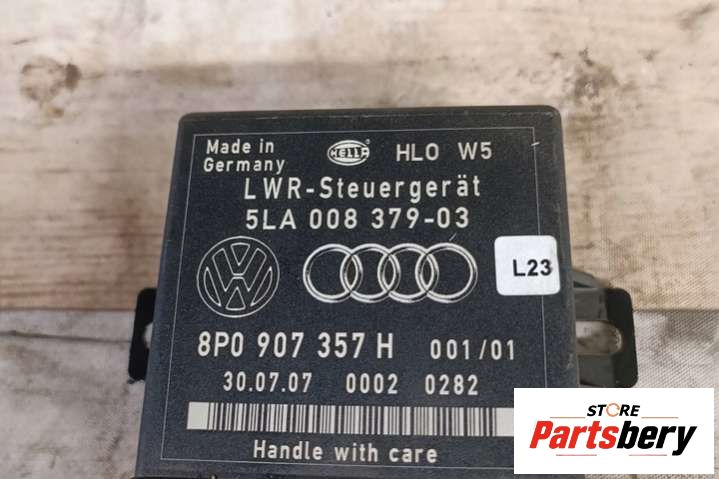 Made in
Germany
HELLA
HLO W5
LWR-Steuergerät
5LA 008 379-03
L23
8P0 907 357 H 001/01
30.07.07 0002 0282
Handle with care
STORE
Partsbery